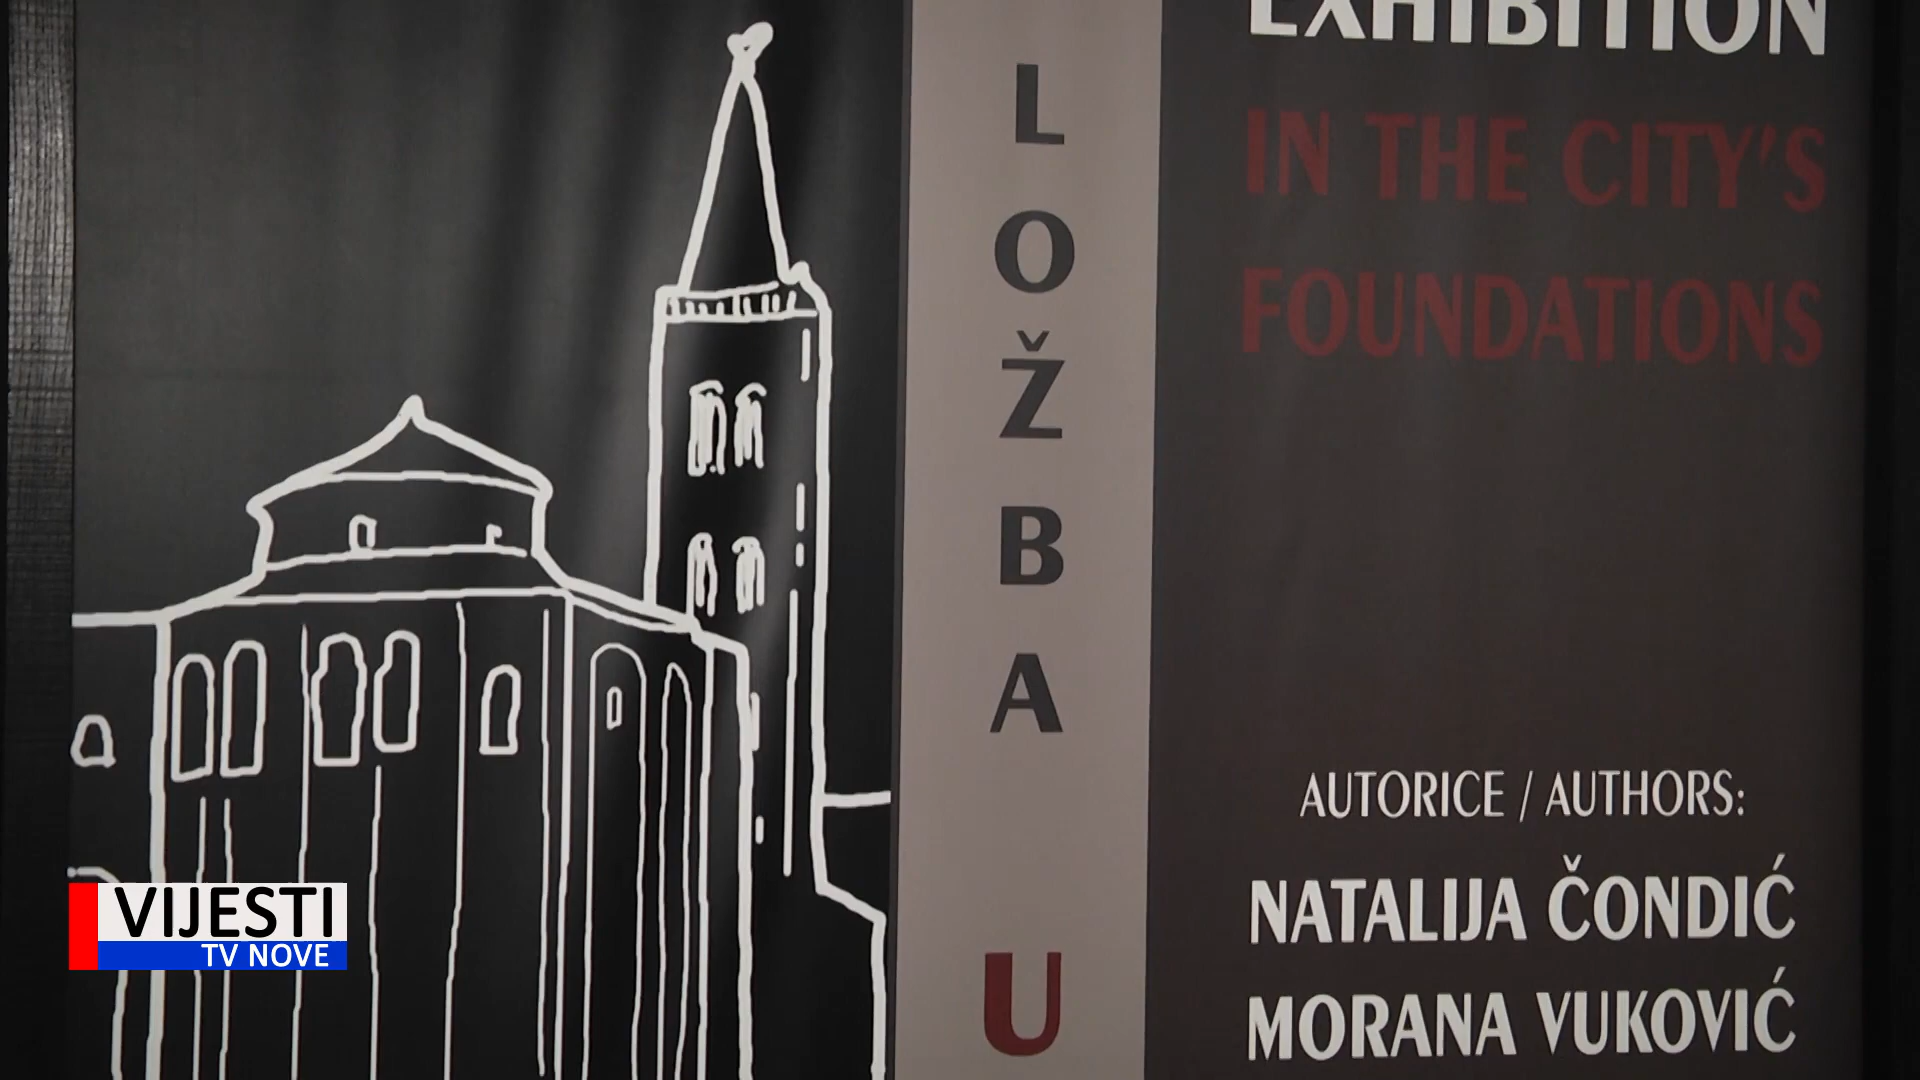 L
O
Ž
B
A
U
EXHIBITION
IN THE CITY'S
FOUNDATIONS
AUTORICE / AUTHORS:
NATALIJA ČONDIĆ
MORANA VUKOVIĆ
VIJESTI
TV NOVE